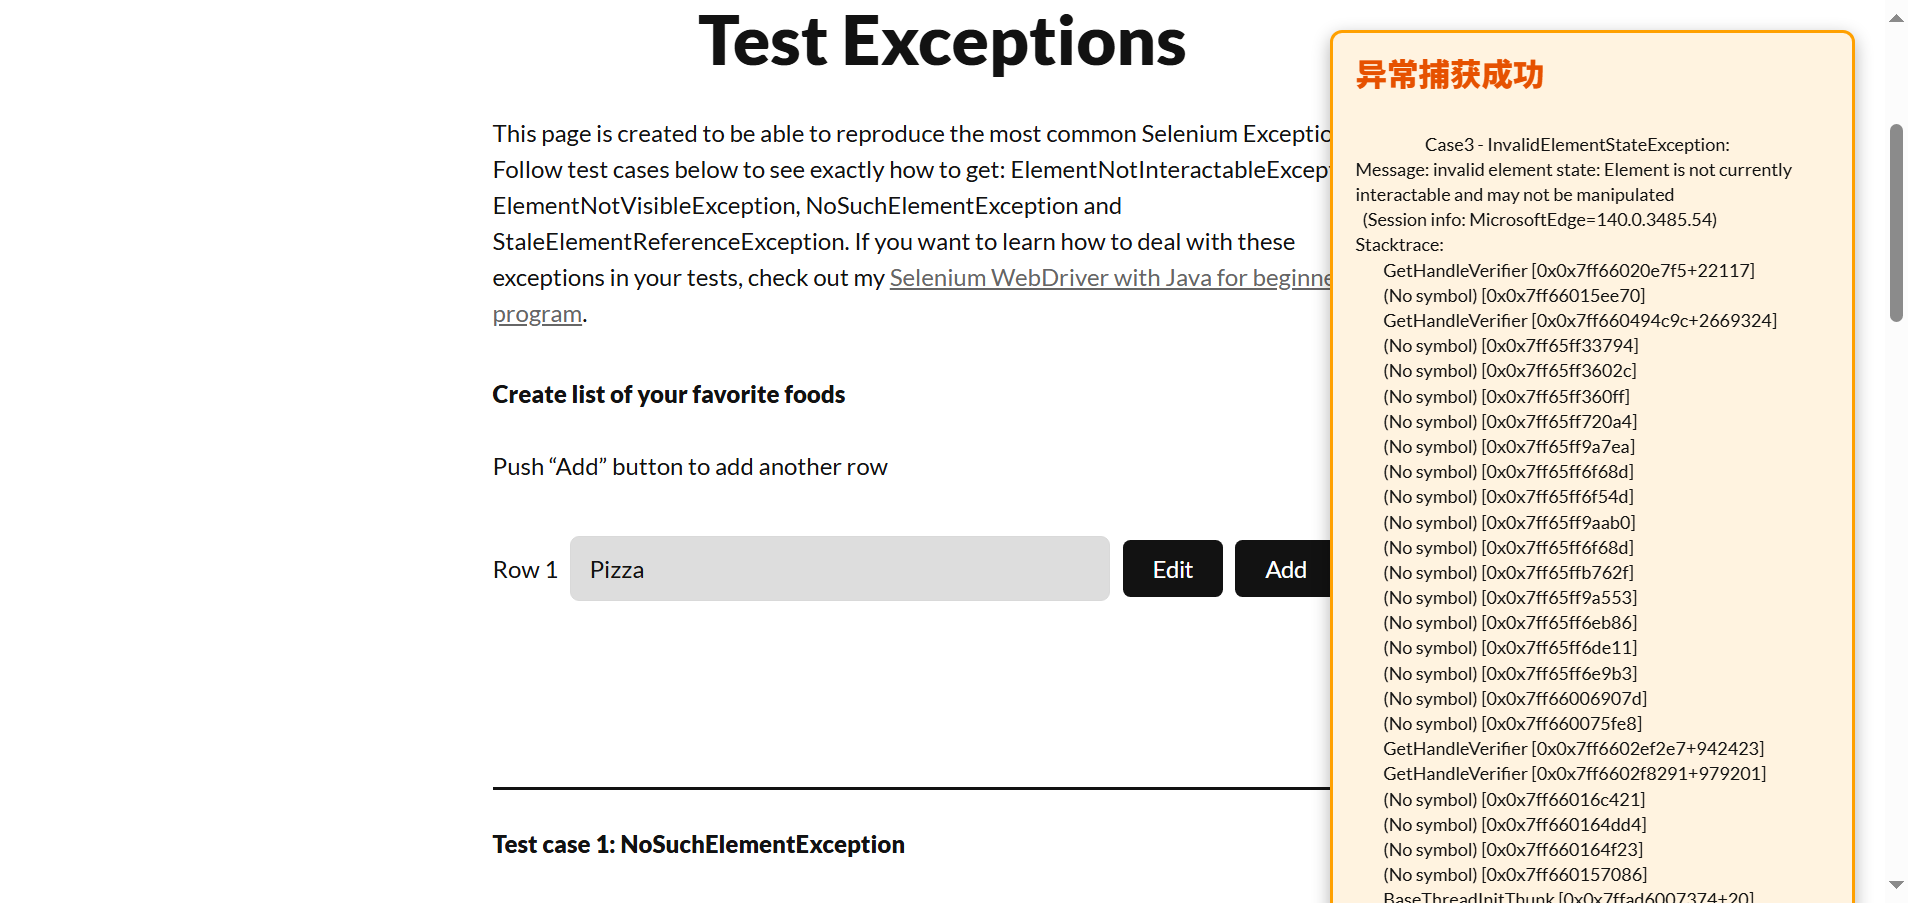 Test Exceptions
This page is created to be able to reproduce the most common Selenium Exceptio
Follow test cases below to see exactly how to get: ElementNotInteractableExcep
ElementNotVisibleException, NoSuchElementException and
StaleElementReferenceException. If you want to learn how to deal with these
exceptions in your tests, check out my Selenium WebDriver with Java for beginne
program.
Create list of your favorite foods
Push “Add” button to add another row
Row 1 Pizza Edit Add
Test case 1: NoSuchElementException
异常捕获成功
Case3 - InvalidElementStateException:
Message: invalid element state: Element is not currently
interactable and may not be manipulated
(Session info: MicrosoftEdge=140.0.3485.54)
Stacktrace:
GetHandleVerifier [0x0x7ff66020e7f5+22117]
(No symbol) [0x0x7ff66015ee70]
GetHandleVerifier [0x0x7ff660494c9c+2669324]
(No symbol) [0x0x7ff65ff33794]
(No symbol) [0x0x7ff65ff3602c]
(No symbol) [0x0x7ff65ff360ff]
(No symbol) [0x0x7ff65ff720a4]
(No symbol) [0x0x7ff65ff9a7ea]
(No symbol) [0x0x7ff65ff6f68d]
(No symbol) [0x0x7ff65ff6f54d]
(No symbol) [0x0x7ff65ff9aab0]
(No symbol) [0x0x7ff65ff6f68d]
(No symbol) [0x0x7ff65ffb762f]
(No symbol) [0x0x7ff65ff9a553]
(No symbol) [0x0x7ff65ff6eb86]
(No symbol) [0x0x7ff65ff6de11]
(No symbol) [0x0x7ff65ff6e9b3]
(No symbol) [0x0x7ff66006907d]
(No symbol) [0x0x7ff660075fe8]
GetHandleVerifier [0x0x7ff6602ef2e7+942423]
GetHandleVerifier [0x0x7ff6602f8291+979201]
(No symbol) [0x0x7ff66016c421]
(No symbol) [0x0x7ff660164dd4]
(No symbol) [0x0x7ff660164f23]
(No symbol) [0x0x7ff660157086]
BaseThreadInitThunk [0x0x7ffad6007374+20]